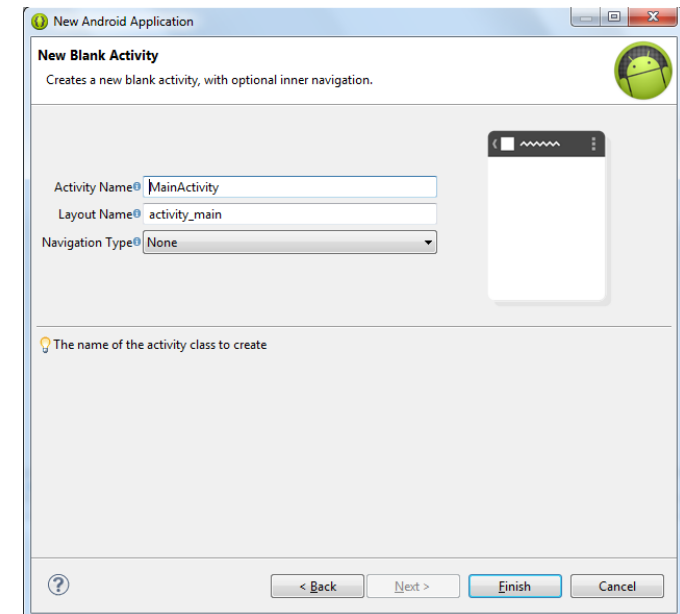 New Android Application
New Blank Activity
Creates a new blank activity, with optional inner navigation.
Activity Name MainActivity
Layout Name activity_main
Navigation Type None
The name of the activity class to create
< Back Next > Finish Cancel